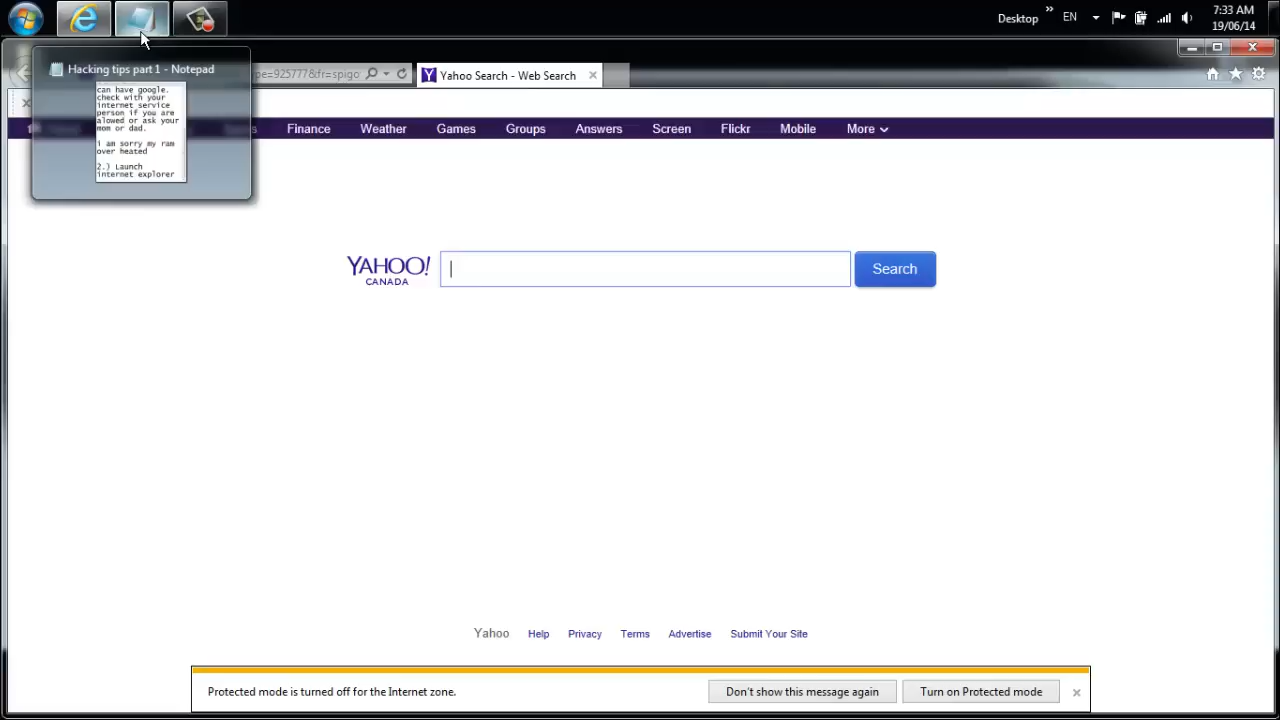 Desktop
»
EN
7:33 AM
19/06/14
Hacking tips part 1 - Notepad
can have google.
check with your
internet service
person if you are
alowed or ask your
mom or dad.
i am sorry my ram
over heated
2.) Launch
internet explorer
rpe=925777&fr=spigo
Yahoo Search - Web Search
Finance
Weather
Games
Groups
Answers
Screen
Flickr
Mobile
More
YAHOO!
CANADA
Search
Yahoo
Help
Privacy
Terms
Advertise
Submit Your Site
Protected mode is turned off for the Internet zone.
Don't show this message again
Turn on Protected mode